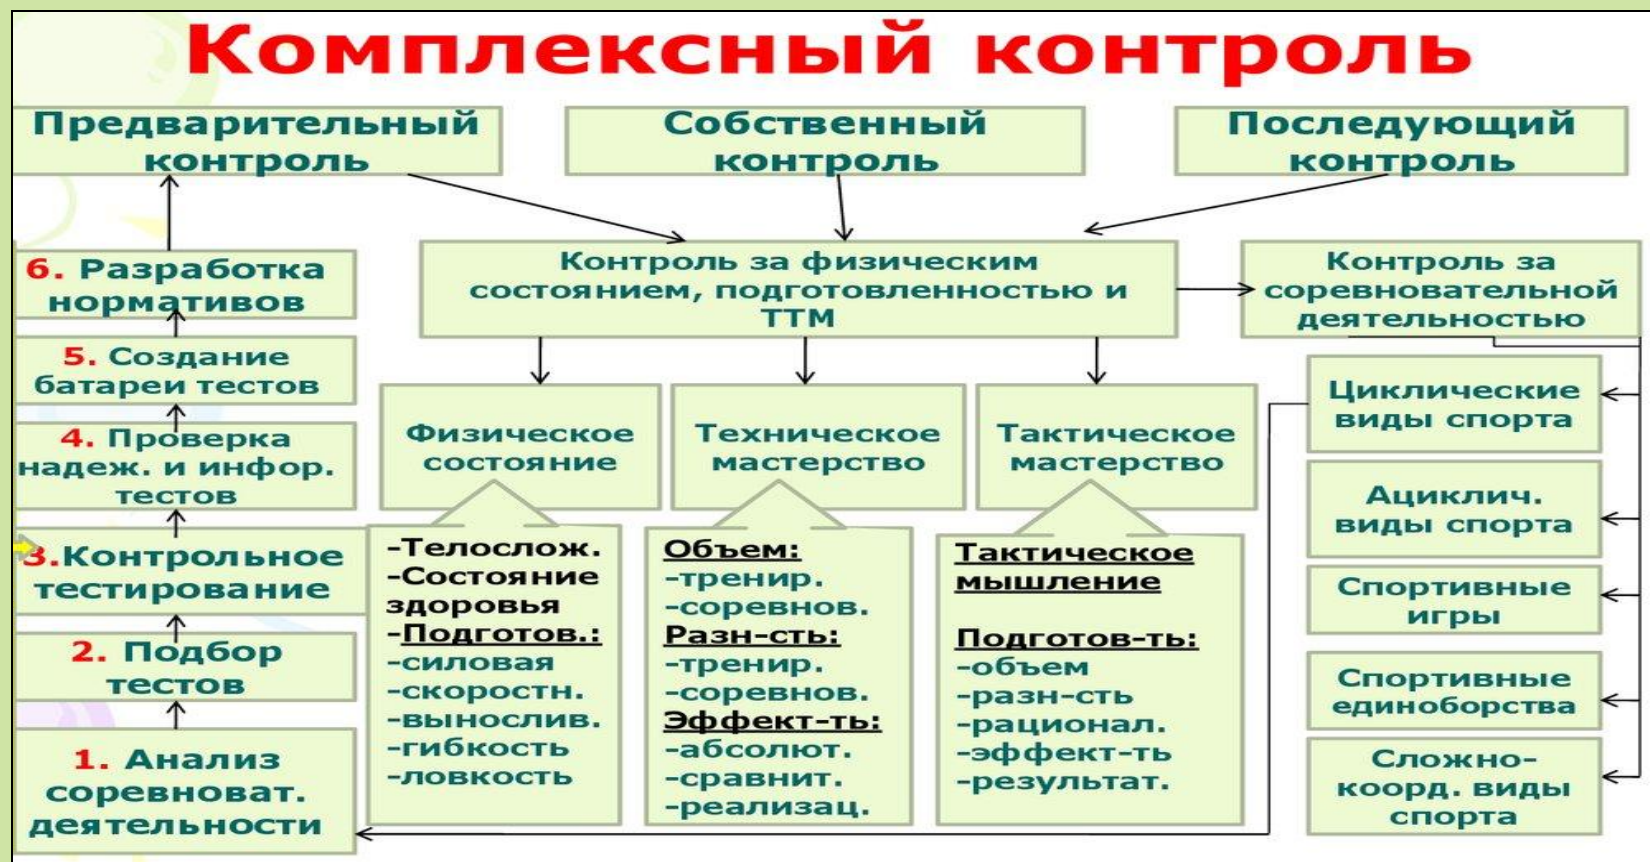 Комплексный контроль
Предварительный
контроль
Собственный
контроль
Последующий
контроль
6. Разработка
нормативов
5. Создание
батареи тестов
4. Проверка
надеж. и инфор.
тестов
3.Контрольное
тестирование
2. Подбор
тестов
1. Анализ
соревноват.
деятельности
Контроль за физическим
состоянием, подготовленностью и
ТТМ
Контроль за
соревновательной
деятельностью
Физическое
состояние
Техническое
мастерство
Тактическое
мастерство
-Телослож.
-Состояние
здоровья
-Подготов.:
-силовая
-скоростн.
-вынослив.
-гибкость
-ловкость
Объем:
-тренир.
-соревнов.
Разн-сть:
-тренир.
-соревнов.
Эффект-ть:
-абсолют.
-сравнит.
-реализац.
Тактическое
мышление
Подготов-ть:
-объем
-разн-сть
-рационал.
-эффект-ть
-результат.
Циклические
виды спорта
Ациклич.
виды спорта
Спортивные
игры
Спортивные
единоборства
Сложно-
коорд. виды
спорта